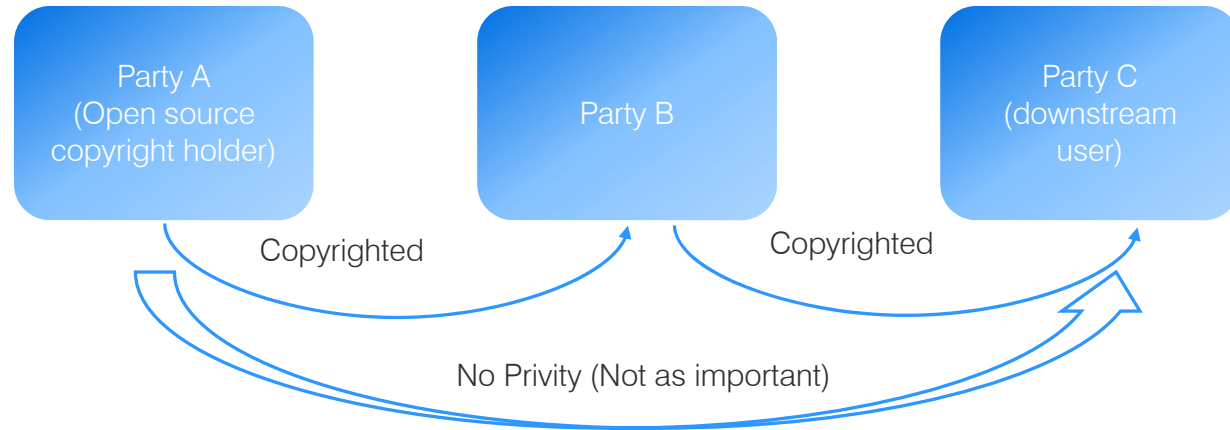 Party A
(Open source
copyright holder)
Party B
Party C
(downstream
user)
Copyrighted
Copyrighted
No Privity (Not as important)